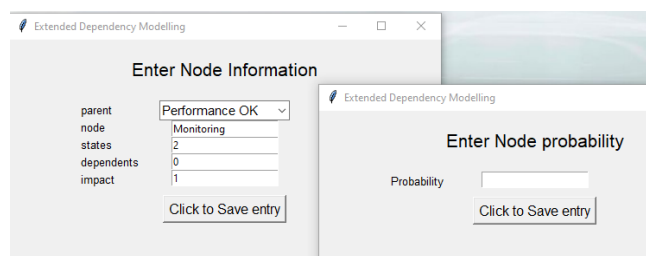 Extended Dependency Modelling
Enter Node Information
parent Performance OK
node Monitoring
states 2
dependents 0
impact 1
Click to Save entry
Extended Dependency Modelling
Enter Node probability
Probability
Click to Save entry